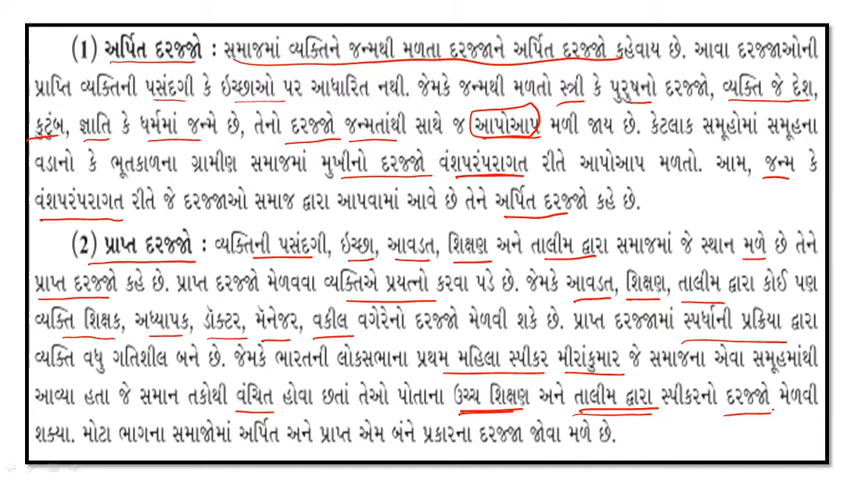 (1) અર્પિત દરજ્જો : સમાજમાં વ્યક્તિને જન્મથી મળતા દરજ્જાને અર્પિત દરજ્જો કહેવાય છે. આવા દરજ્જાઓની
પ્રાપ્તિ વ્યક્તિની પસંદગી કે ઇચ્છાઓ પર આધારિત નથી. જેમકે જન્મથી મળતો સ્ત્રી કે પુરુષનો દરજ્જો, વ્યક્તિ જે દેશ,
કુટુંબ, જ્ઞાતિ કે ધર્મમાં જન્મે છે, તેનો દરજ્જો જન્મતાંથી સાથે જ આપોઆપ મળી જાય છે. કેટલાક સમૂહોમાં સમૂહના
વડાનો કે ભૂતકાળના ગ્રામીણ સમાજમાં મુખીનો દરજ્જો વંશપરંપરાગત રીતે આપોઆપ મળતો. આમ, જન્મ કે
વંશપરંપરાગત રીતે જે દરજ્જાઓ સમાજ દ્વારા આપવામાં આવે છે તેને અર્પિત દરજ્જો કહે છે.
(2) પ્રાપ્ત દરજ્જો : વ્યક્તિની પસંદગી, ઇચ્છા, આવડત, શિક્ષણ અને તાલીમ દ્વારા સમાજમાં જે સ્થાન મળે છે તેને
પ્રાપ્ત દરજ્જો કહે છે. પ્રાપ્ત દરજ્જો મેળવવા વ્યક્તિએ પ્રયત્નો કરવા પડે છે. જેમકે આવડત, શિક્ષણ, તાલીમ દ્વારા કોઈ પણ
વ્યક્તિ શિક્ષક, અધ્યાપક, ડૉક્ટર, મૅનેજર, વકીલ વગેરેનો દરજ્જો મેળવી શકે છે. પ્રાપ્ત દરજ્જામાં સ્પર્ધાની પ્રક્રિયા દ્વારા
વ્યક્તિ વધુ ગતિશીલ બને છે. જેમકે ભારતની લોકસભાના પ્રથમ મહિલા સ્પીકર મીરાંકુમાર જે સમાજના એવા સમૂહમાંથી
આવ્યા હતા જે સમાન તકોથી વંચિત હોવા છતાં તેઓ પોતાના ઉચ્ચ શિક્ષણ અને તાલીમ દ્વારા સ્પીકરનો દરજ્જો મેળવી
શક્યા. મોટા ભાગના સમાજોમાં અર્પિત અને પ્રાપ્ત એમ બંને પ્રકારના દરજ્જા જોવા મળે છે.